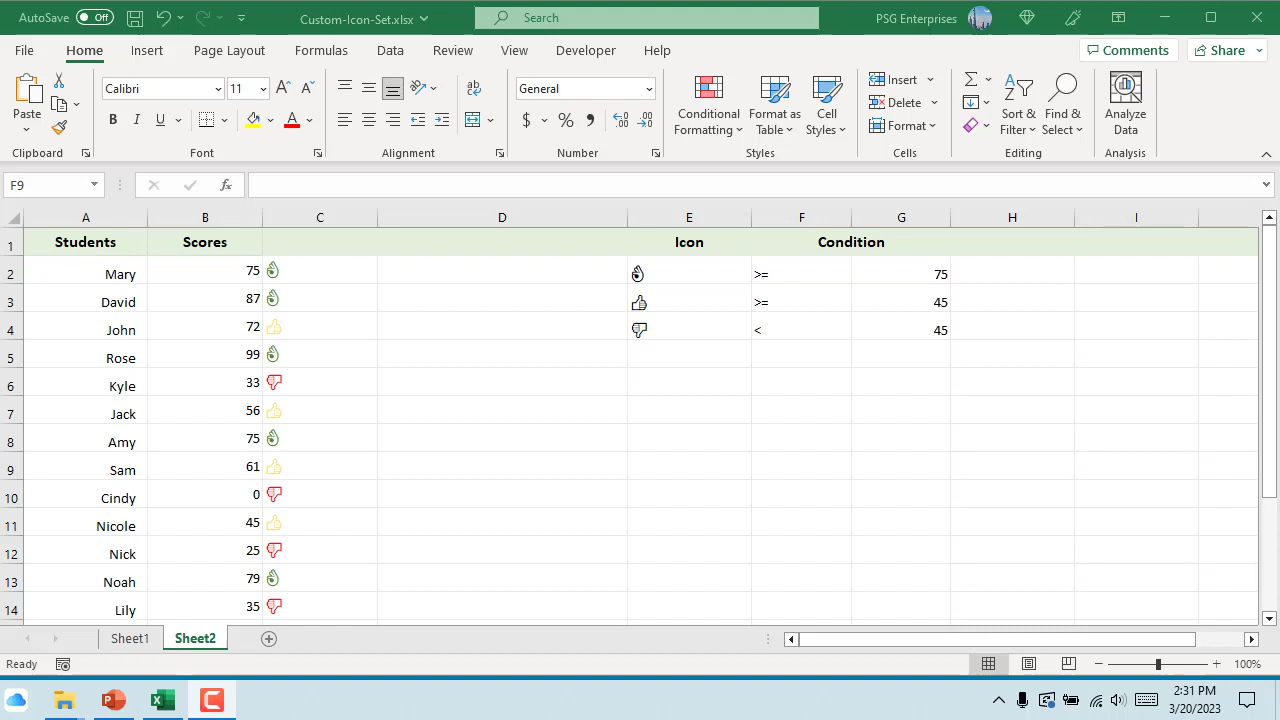 AutoSave Off Custom-Icon-Set.xlsx Search PSG Enterprises
File Home Insert Page Layout Formulas Data Review View Developer Help Comments Share
Paste Calibri 11 General Conditional Formatting Format as Table Cell Styles Insert Delete Format Sort & Filter Find & Select Analyze Data
B I U A $ %
Clipboard Font Alignment Number Styles Cells Editing Analysis
F9 fx
A B C D E F G H I
1 Students Scores Icon Condition
2 Mary 75 👌 👌 >= 75
3 David 87 👌 👍 >= 45
4 John 72 👍 👎 < 45
5 Rose 99 👌
6 Kyle 33 👎
7 Jack 56 👍
8 Amy 75 👌
9 Sam 61 👍
10 Cindy 0 👎
11 Nicole 45 👍
12 Nick 25 👎
13 Noah 79 👌
14 Lily 35 👎
Sheet1 Sheet2
Ready 100%
2:31 PM
3/20/2023